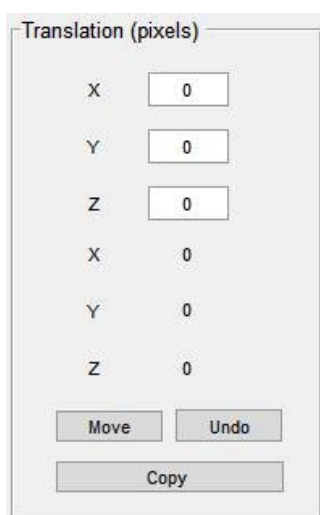 Translation (pixels)
X 0
Y 0
Z 0
X 0
Y 0
Z 0
Move Undo
Copy